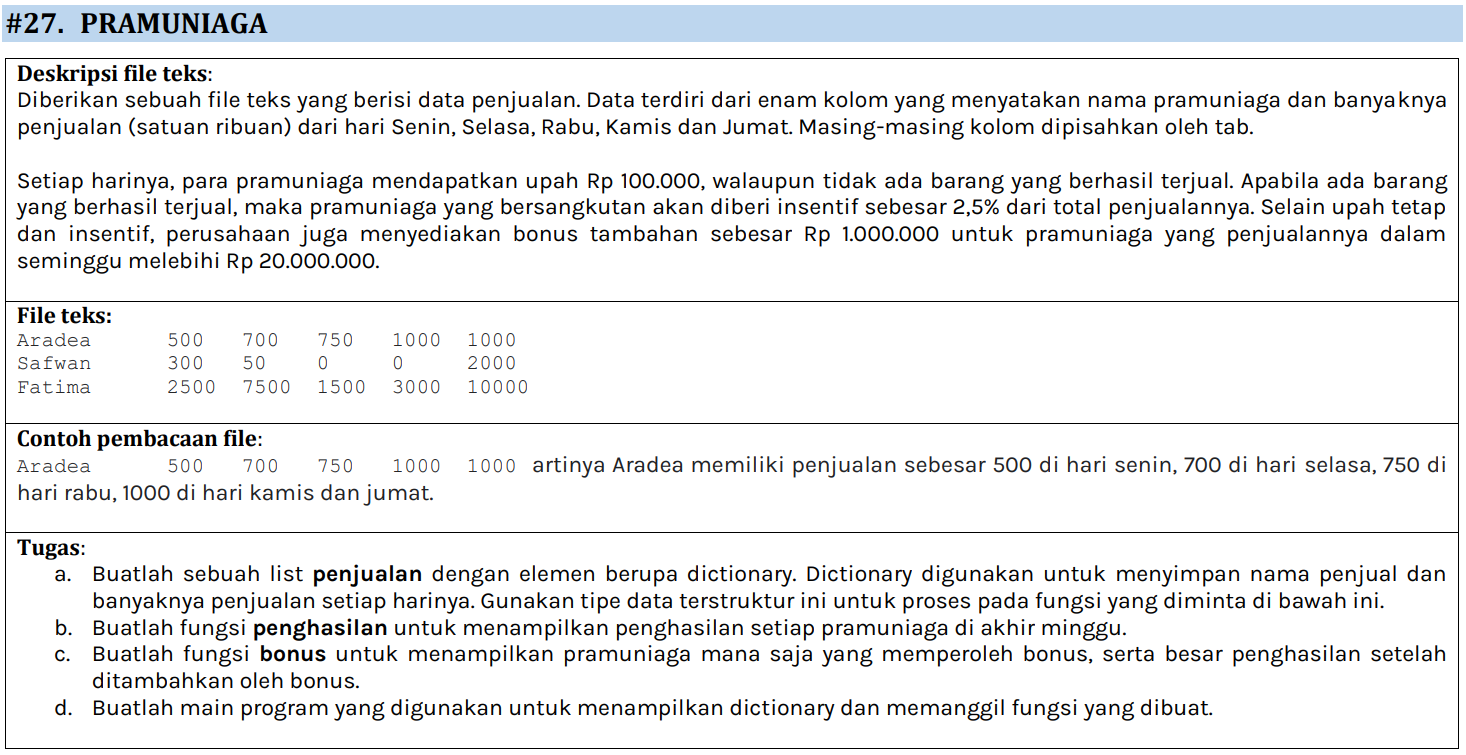 #27. PRAMUNIAGA
Deskripsi file teks:
Diberikan sebuah file teks yang berisi data penjualan. Data terdiri dari enam kolom yang menyatakan nama pramuniaga dan banyaknya
penjualan (satuan ribuan) dari hari Senin, Selasa, Rabu, Kamis dan Jumat. Masing-masing kolom dipisahkan oleh tab.
Setiap harinya, para pramuniaga mendapatkan upah Rp 100.000, walaupun tidak ada barang yang berhasil terjual. Apabila ada barang
yang berhasil terjual, maka pramuniaga yang bersangkutan akan diberi insentif sebesar 2,5% dari total penjualannya. Selain upah tetap
dan insentif, perusahaan juga menyediakan bonus tambahan sebesar Rp 1.000.000 untuk pramuniaga yang penjualannya dalam
seminggu melebihi Rp 20.000.000.
File teks:
Aradea 500 700 750 1000 1000
Safwan 300 50 0 0 2000
Fatima 2500 7500 1500 3000 10000
Contoh pembacaan file:
Aradea 500 700 750 1000 1000 artinya Aradea memiliki penjualan sebesar 500 di hari senin, 700 di hari selasa, 750 di
hari rabu, 1000 di hari kamis dan jumat.
Tugas:
a. Buatlah sebuah list penjualan dengan elemen berupa dictionary. Dictionary digunakan untuk menyimpan nama penjual dan
banyaknya penjualan setiap harinya. Gunakan tipe data terstruktur ini untuk proses pada fungsi yang diminta di bawah ini.
b. Buatlah fungsi penghasilan untuk menampilkan penghasilan setiap pramuniaga di akhir minggu.
c. Buatlah fungsi bonus untuk menampilkan pramuniaga mana saja yang memperoleh bonus, serta besar penghasilan setelah
ditambahkan oleh bonus.
d. Buatlah main program yang digunakan untuk menampilkan dictionary dan memanggil fungsi yang dibuat.